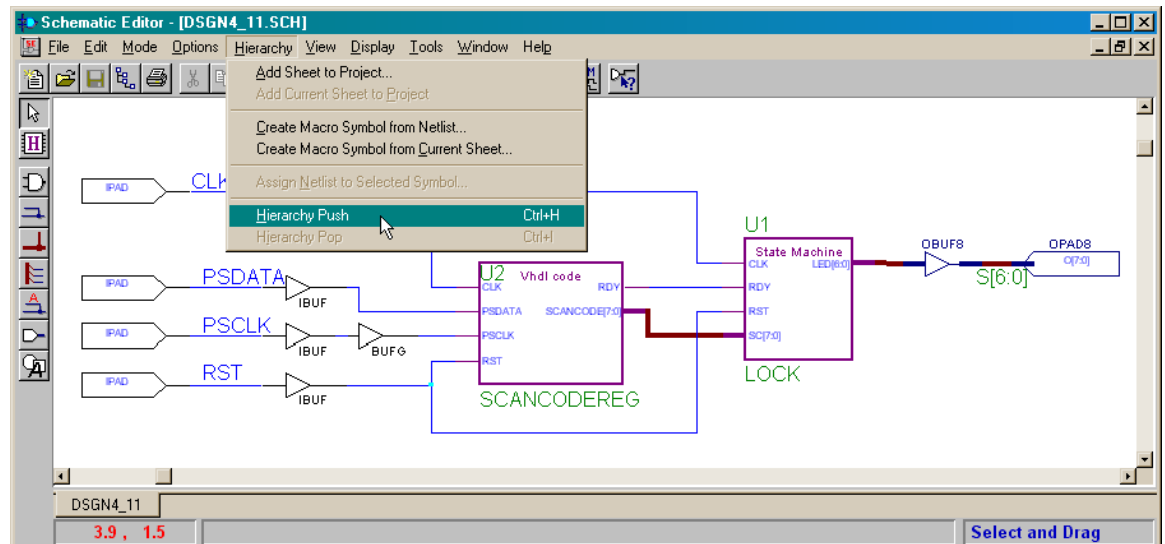 Schematic Editor - [DSGN4_11.SCH]
File Edit Mode Options Hierarchy View Display Tools Window Help
Add Sheet to Project...
Add Current Sheet to Project
Create Macro Symbol from Netlist...
Create Macro Symbol from Current Sheet...
Assign Netlist to Selected Symbol...
Hierarchy Push Ctrl+H
Hierarchy Pop Ctrl+I
H
IPAD CLK
IPAD PSDATA IBUF
IPAD PSCLK IBUF BUFG
IPAD RST IBUF
U2 Vhdl code
CLK RDY
PSDATA SCANCODE[7:0]
PSCLK
RST
SCANCODEREG
U1
State Machine
CLK LED[6:0]
RDY
RST
SC[7:0]
LOCK
OBUF8 OPAD8
O[7:0]
S[6:0]
DSGN4_11
3.9 , 1.5 Select and Drag